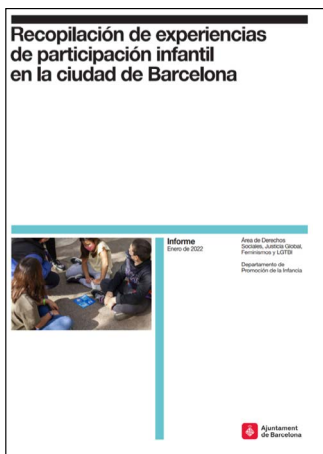 Recopilación de experiencias
de participación infantil
en la ciudad de Barcelona
Informe
Enero de 2022
Área de Derechos
Sociales, Justicia Global,
Feminismos y LGTBI
Departamento de
Promoción de la Infancia
Ajuntament
de Barcelona